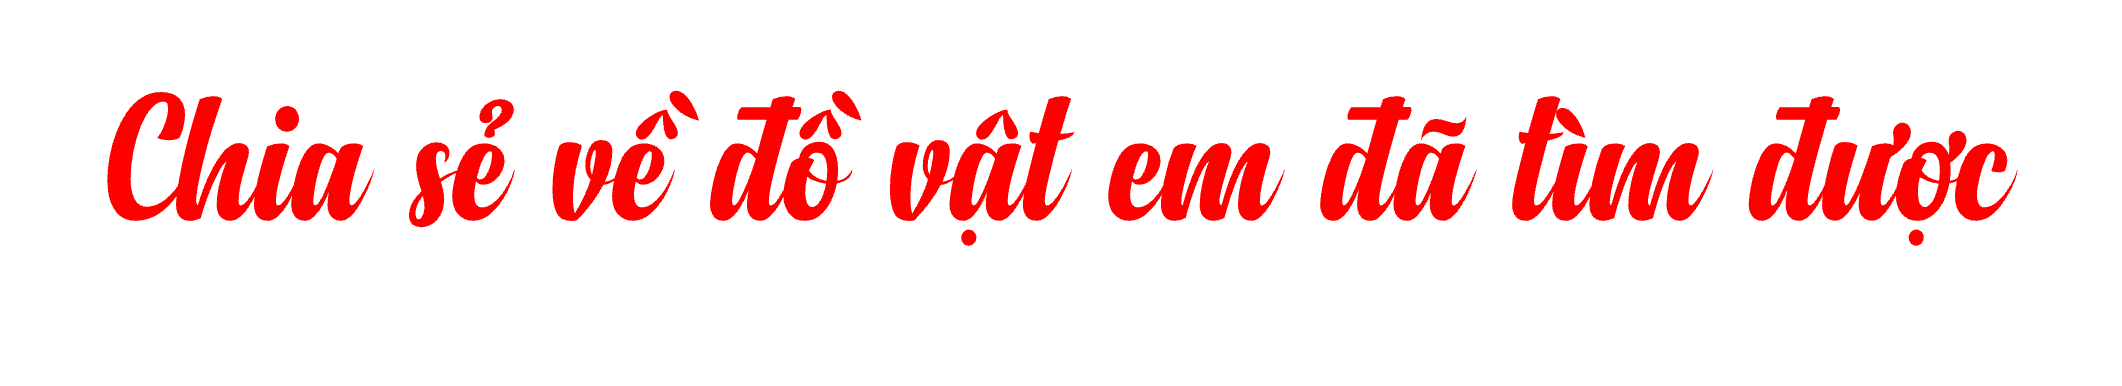 Chia sẻ về đồ vật em đã tìm được